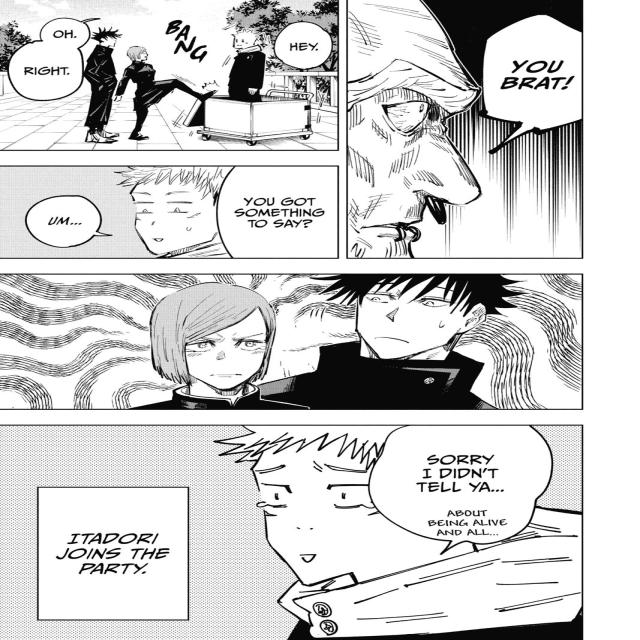 YOU
BRAT!
BANG
HEY.
OH.
RIGHT.
YOU GOT
SOMETHING
TO SAY?
UM...
SORRY
I DIDN'T
TELL YA...
ABOUT
BEING ALIVE
AND ALL...
ITADORI
JOINS THE
PARTY.